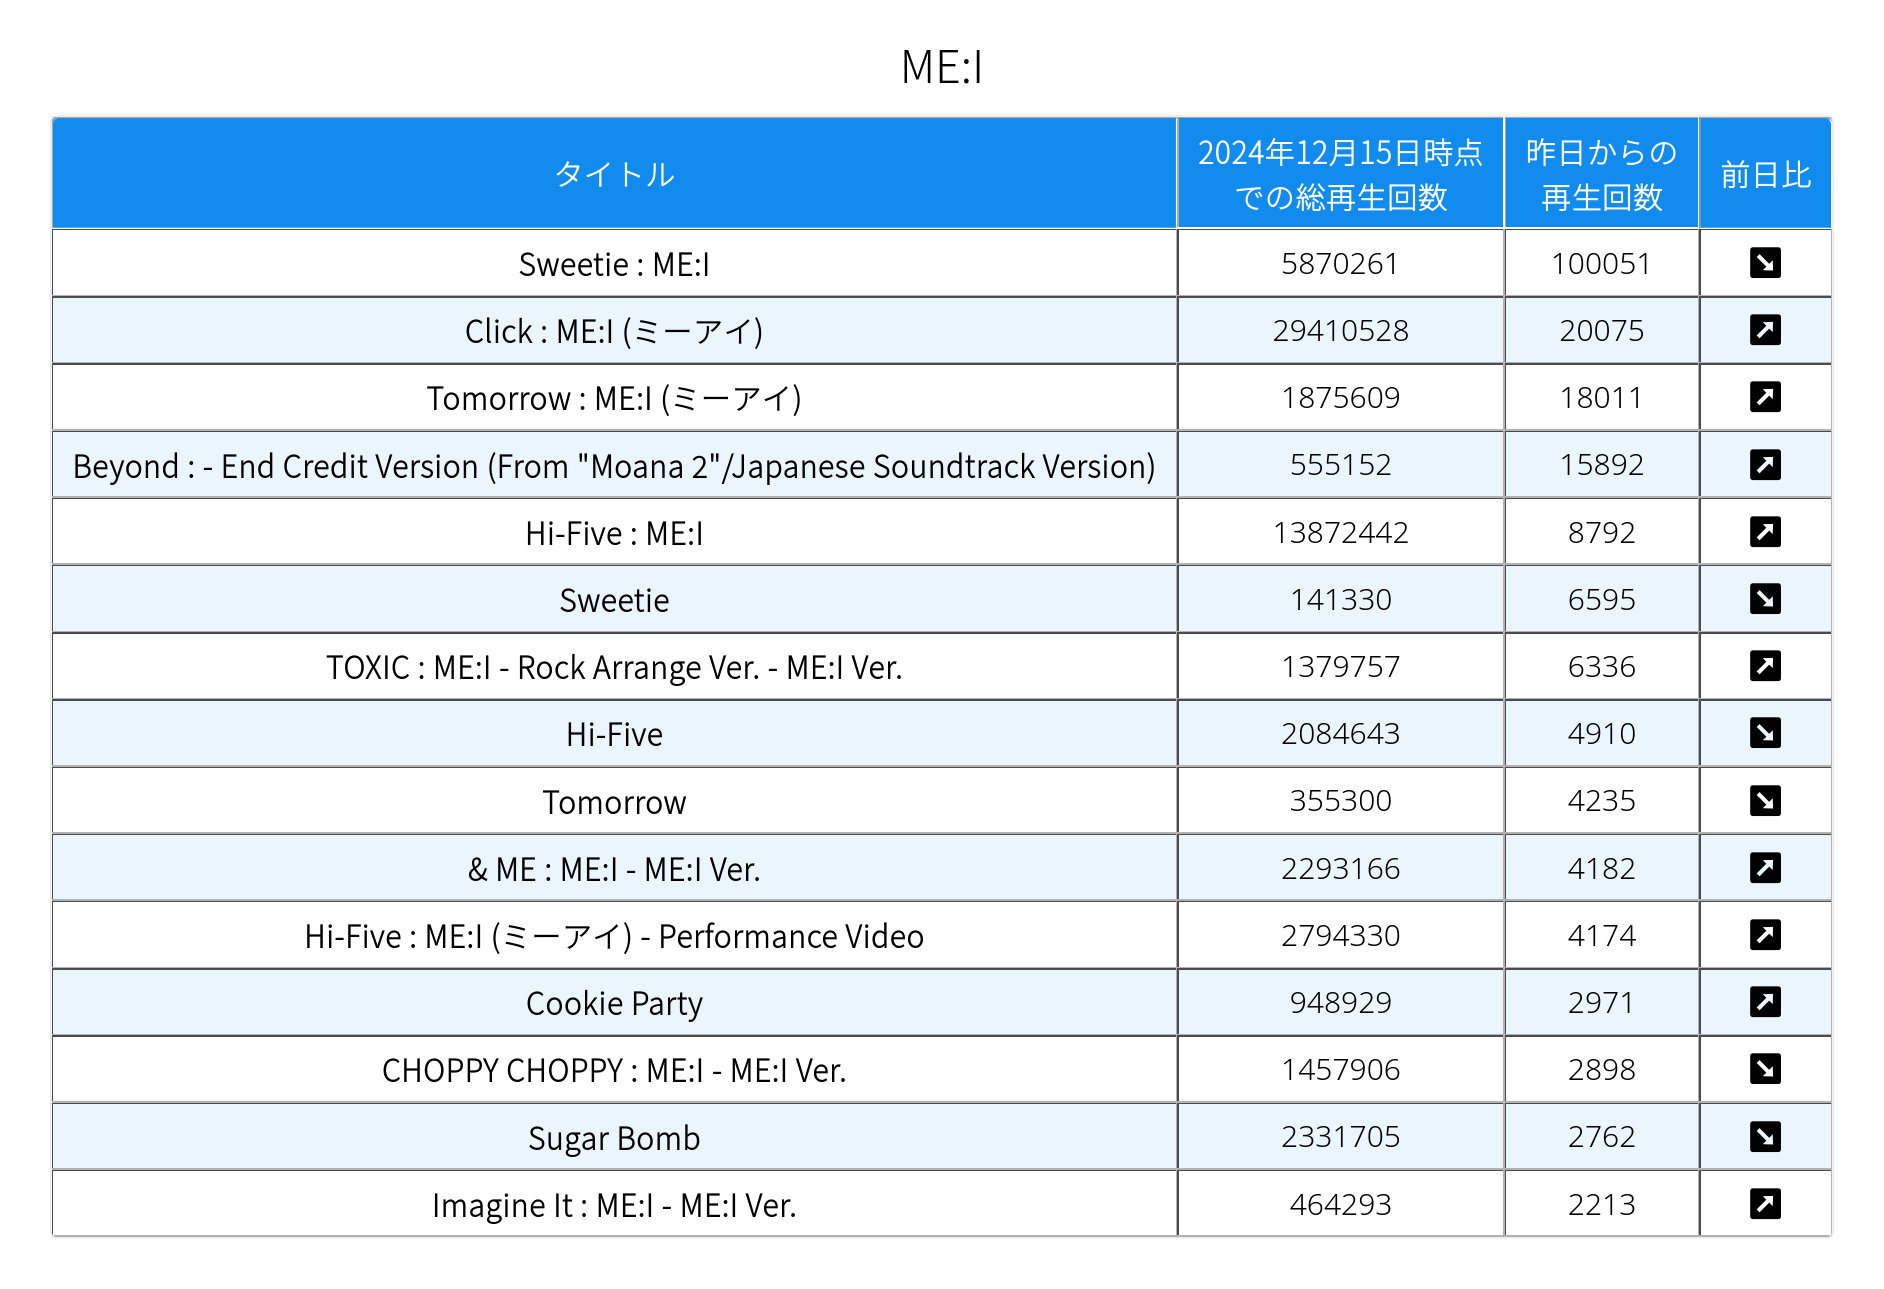 ME:I
タイトル
2024年12月15日時点
での総再生回数
昨日からの
再生回数
前日比
Sweetie : ME:I 5870261 100051 ↘
Click : ME:I (ミーアイ) 29410528 20075 ↗
Tomorrow : ME:I (ミーアイ) 1875609 18011 ↗
Beyond : - End Credit Version (From "Moana 2"/Japanese Soundtrack Version) 555152 15892 ↗
Hi-Five : ME:I 13872442 8792 ↗
Sweetie 141330 6595 ↘
TOXIC : ME:I - Rock Arrange Ver. - ME:I Ver. 1379757 6336 ↗
Hi-Five 2084643 4910 ↘
Tomorrow 355300 4235 ↘
& ME : ME:I - ME:I Ver. 2293166 4182 ↗
Hi-Five : ME:I (ミーアイ) - Performance Video 2794330 4174 ↗
Cookie Party 948929 2971 ↗
CHOPPY CHOPPY : ME:I - ME:I Ver. 1457906 2898 ↘
Sugar Bomb 2331705 2762 ↘
Imagine It : ME:I - ME:I Ver. 464293 2213 ↗